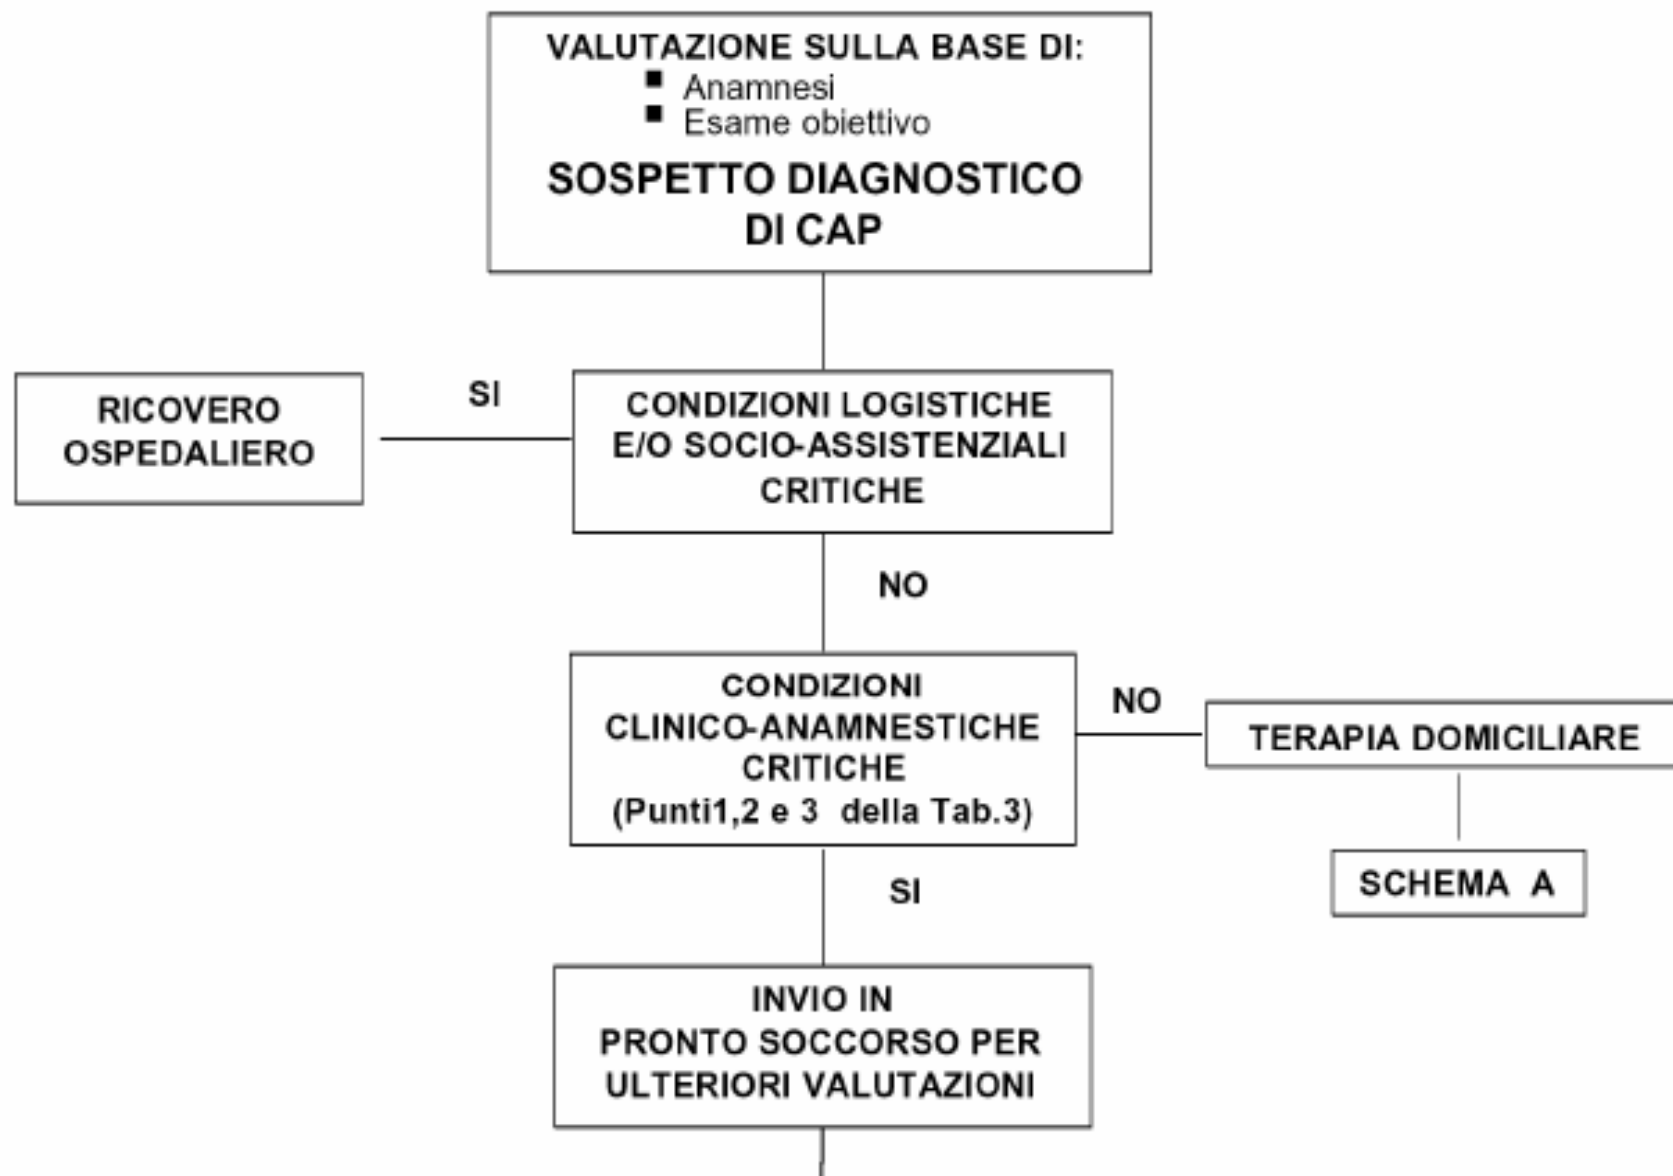 VALUTAZIONE SULLA BASE DI:
Anamnesi
Esame obiettivo
SOSPETTO DIAGNOSTICO
DI CAP
RICOVERO
OSPEDALIERO
SI
CONDIZIONI LOGISTICHE
E/O SOCIO-ASSISTENZIALI
CRITICHE
NO
CONDIZIONI
CLINICO-ANAMNESTICHE
CRITICHE
(Punti1,2 e 3 della Tab.3)
NO
TERAPIA DOMICILIARE
SCHEMA A
SI
INVIO IN
PRONTO SOCCORSO PER
ULTERIORI VALUTAZIONI